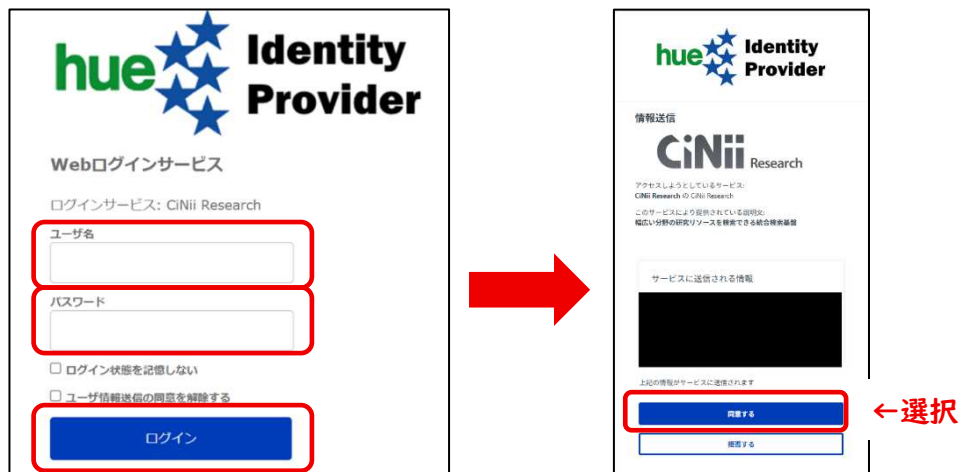 hue Identity
Provider
Webログインサービス
ログインサービス: CiNii Research
ユーザ名
パスワード
ログイン状態を記憶しない
ユーザ情報送信の同意を解除する
ログイン
hue Identity
Provider
情報送信
CiNii Research
アクセスしようとしているサービス:
CiNii Research の CiNii Research
このサービスにより提供されている説明文:
幅広い分野の研究リソースを検索できる統合検索基盤
サービスに送信される情報
上記の情報がサービスに送信されます
同意する
←選択
拒否する